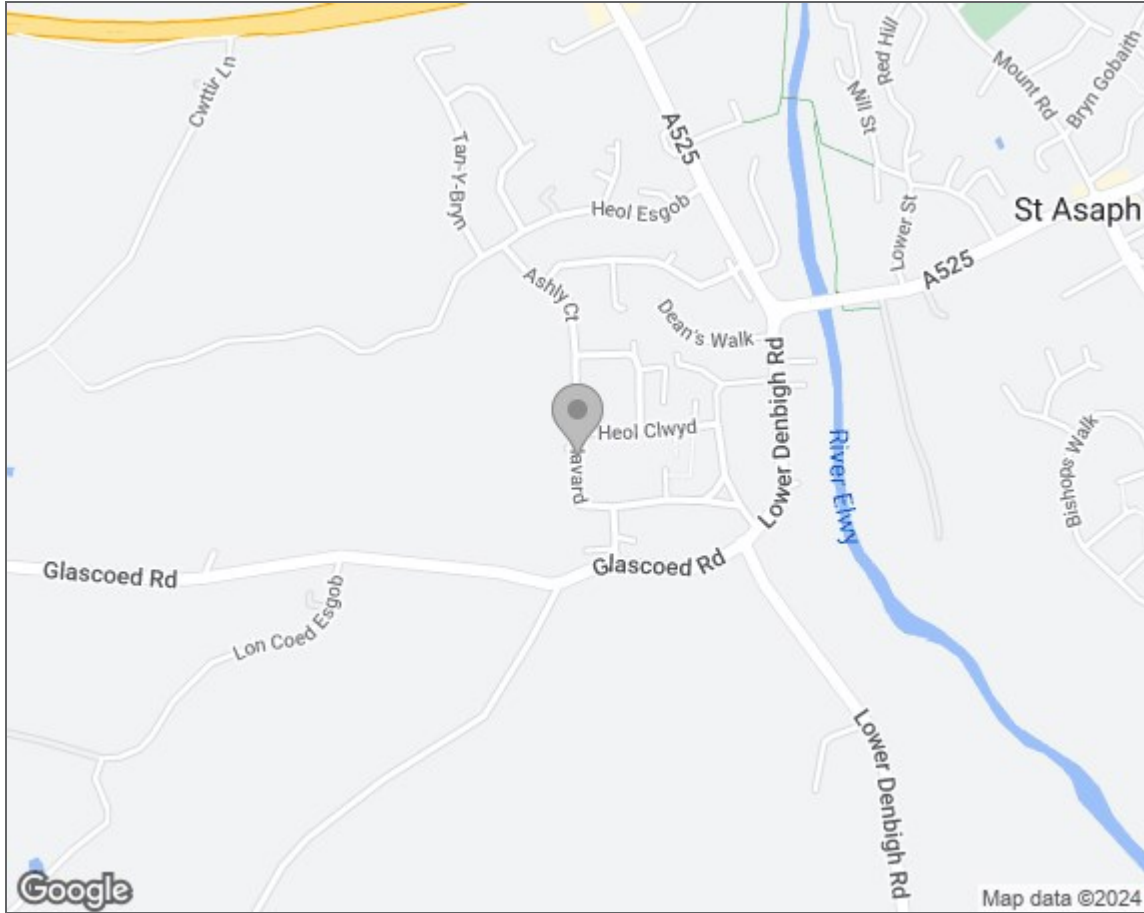 Cwttir Ln
Red Hill
Mount Rd
Bryn Gobaith
Mill St
A525
Tan-Y-Bryn
Heol Esgob
Lower St
St Asaph
A525
Ashly Ct
Dean's Walk
Lower Denbigh Rd
Heol Clwyd
River Elwy
Bishops Walk
Glascoed Rd
Glascoed Rd
Lon Coed Esgob
Lower Denbigh Rd
Google
Map data ©2024